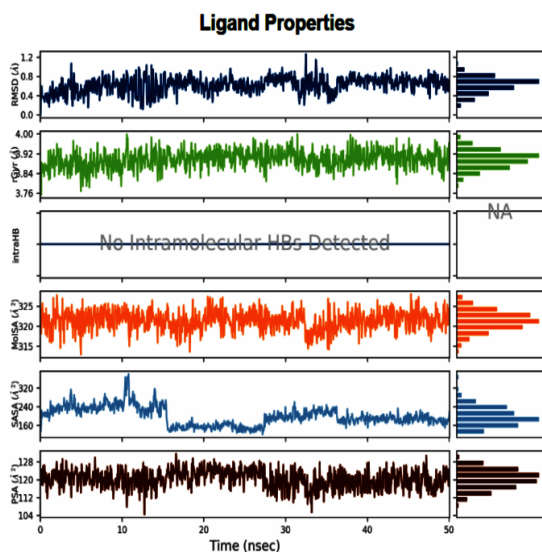 Ligand Properties
RMSD (Å)
1.2
0.8
0.4
0.0
rGyr (Å)
4.00
3.92
3.84
3.76
intraHB
No Intramolecular HBs Detected
NA
MolSA (Å²)
325
320
315
SASA (Å²)
320
240
160
PSA (Å²)
128
120
112
104
0 10 20 30 40 50
Time (nsec)